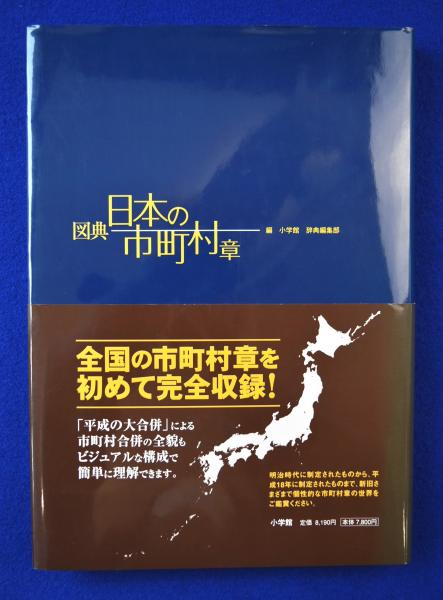 図典 日本の市町村章
編 小学館 辞典編集部
全国の市町村章を
初めて完全収録!
「平成の大合併」による
市町村合併の全貌も
ビジュアルな構成で
簡単に理解できます。
明治時代に制定されたものから、平
成18年に制定されたものまで、新旧さ
まざまで個性的な市町村章の世界を
ご鑑賞ください。
小学館 定価 8,190円 本体 7,800円